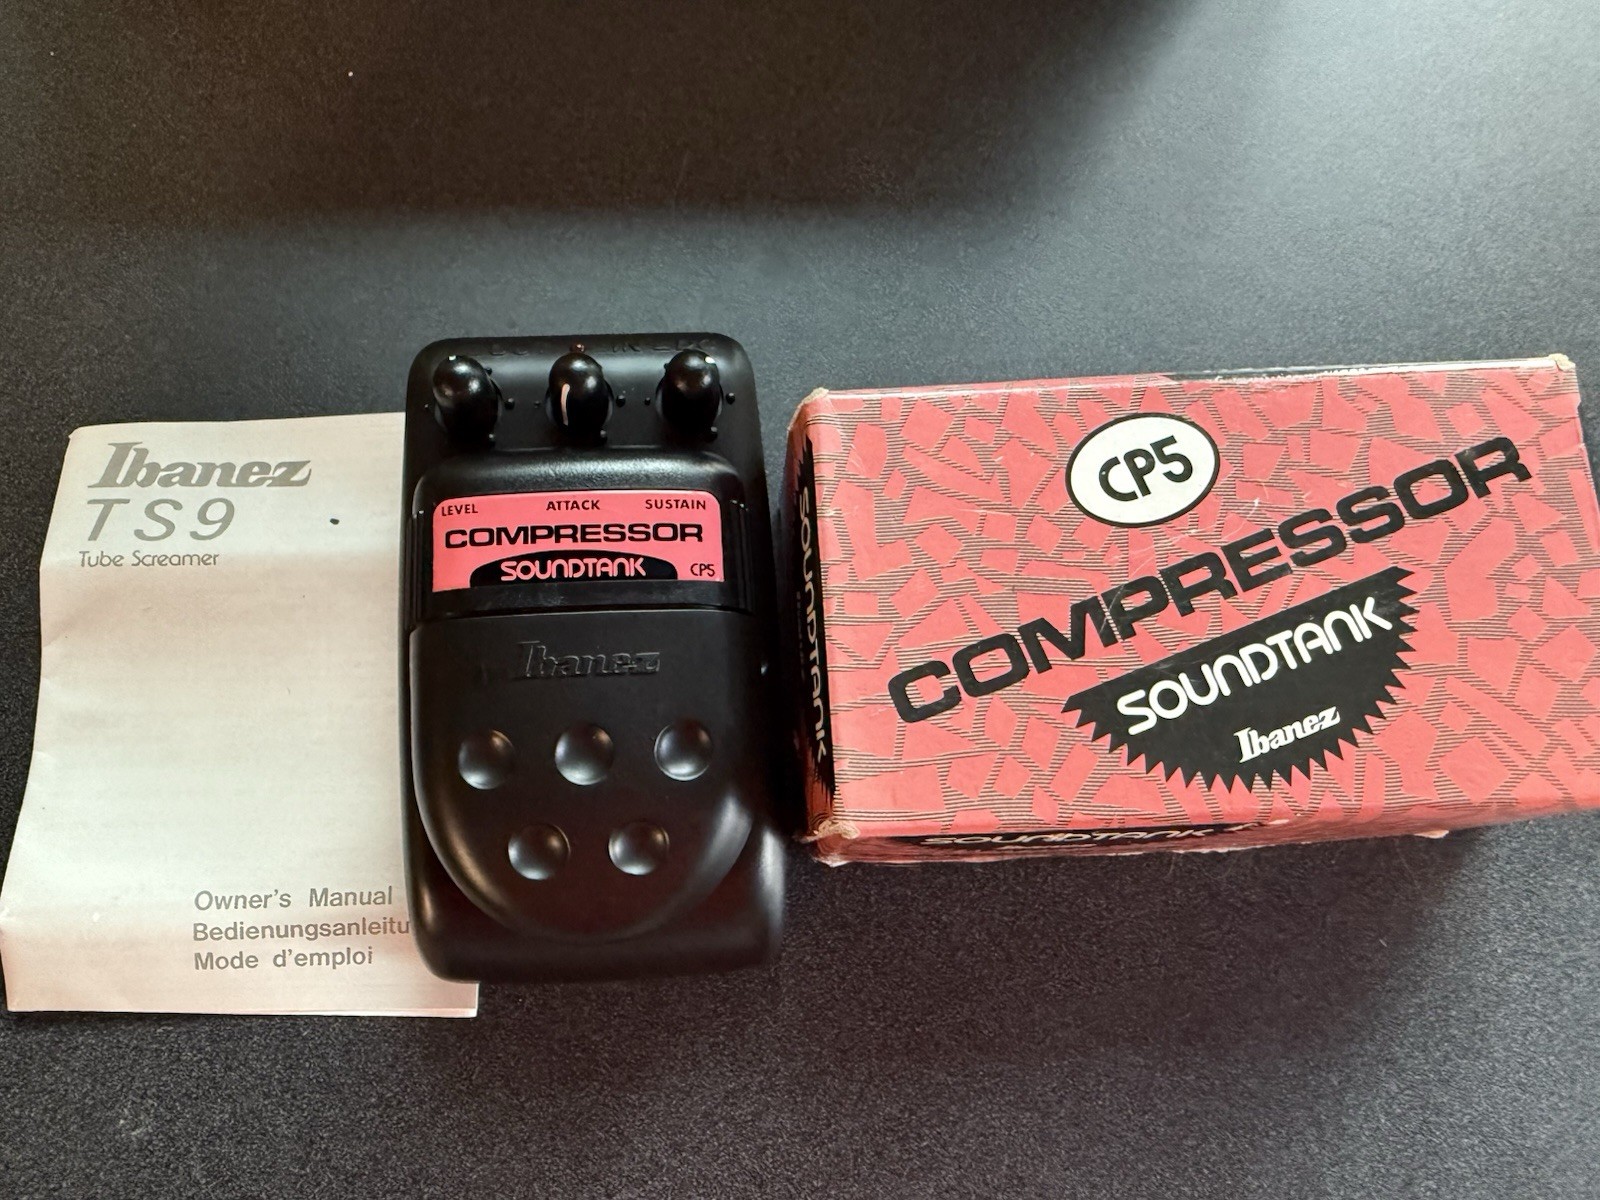 Ibanez
TS9
Tube Screamer
Owner's Manual
Bedienungsanleitu
Mode d'emploi
LEVEL ATTACK SUSTAIN
COMPRESSOR
SOUNDTANK CP5
Ibanez
SOUNDTANK
CP5
COMPRESSOR
SOUNDTANK
Ibanez
SOUNDTANK